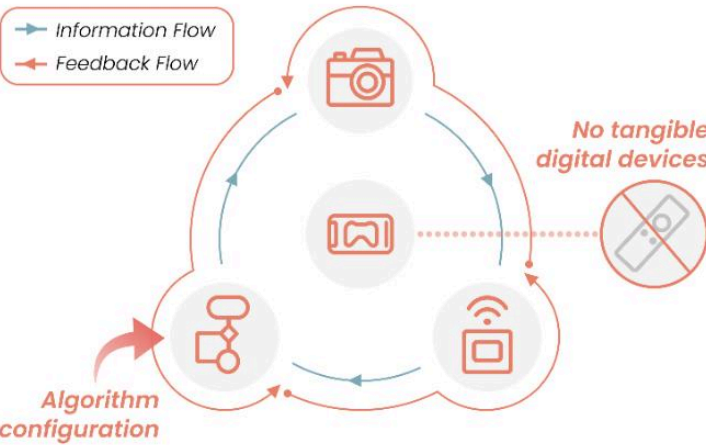 Information Flow
Feedback Flow
No tangible
digital devices
Algorithm
configuration